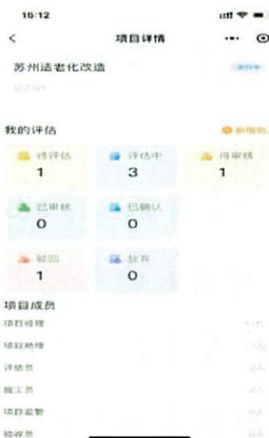 15:12
项目详情
苏州适老化改造
我的评估
待评估 评估中 待审核
1 3 1
已审核 已确认
0 0
驳回 放弃
1 0
项目成员
项目经理
项目助理
评估员
施工员
项目监管
验收员